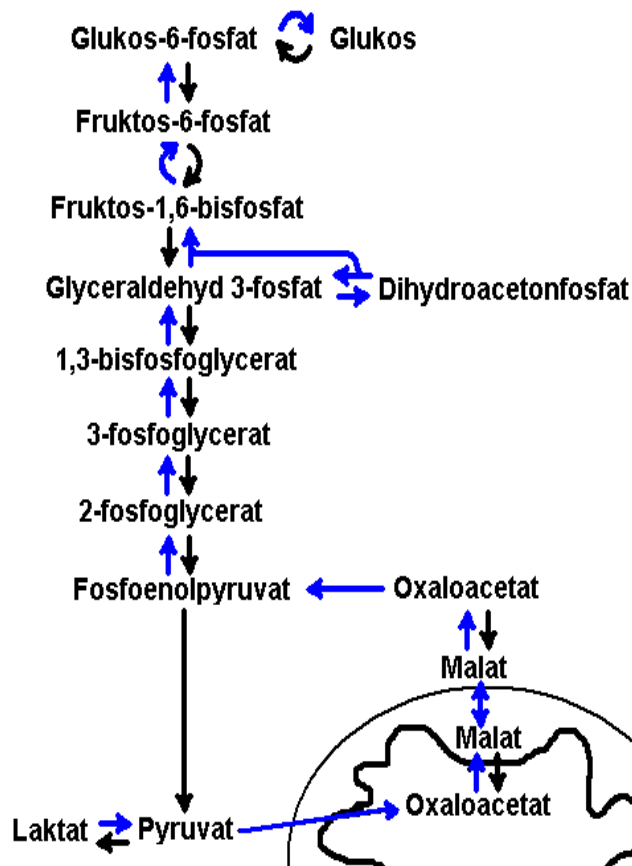 Glukos-6-fosfat Glukos
Fruktos-6-fosfat
Fruktos-1,6-bisfosfat
Glyceraldehyd 3-fosfat Dihydroacetonfosfat
1,3-bisfosfoglycerat
3-fosfoglycerat
2-fosfoglycerat
Fosfoenolpyruvat Oxaloacetat
Malat
Malat
Oxaloacetat
Laktat Pyruvat